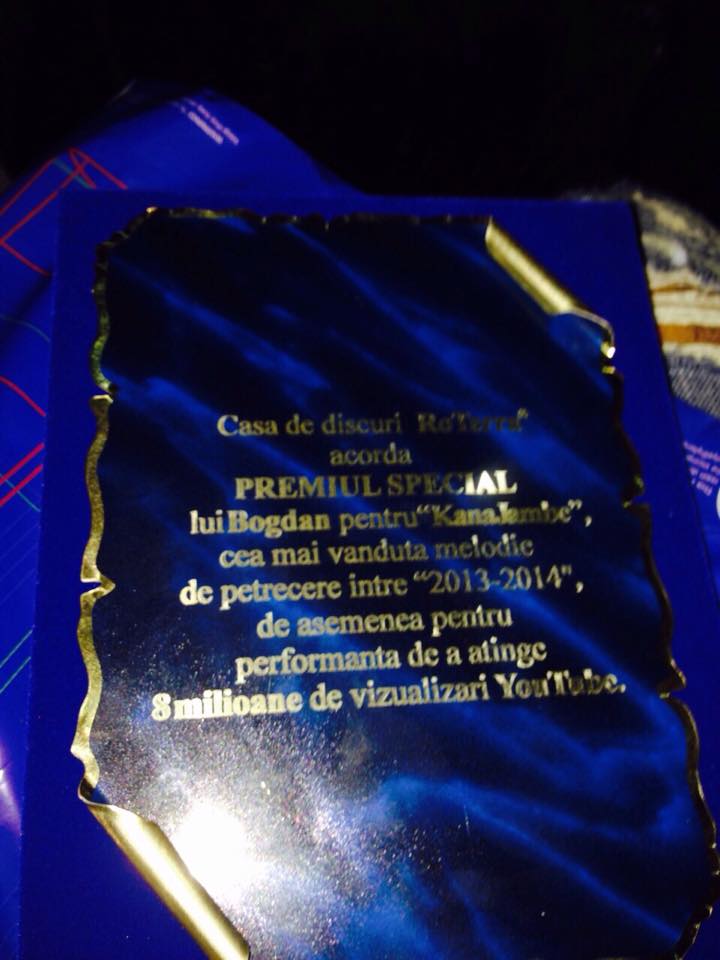 Casa de discuri RoTerra
acorda
PREMIUL SPECIAL
lui Bogdan pentru "KanaJambe",
cea mai vanduta melodie
de petrecere intre "2013-2014",
de asemenea pentru
performanta de a atinge
8 milioane de vizualizari YouTube.